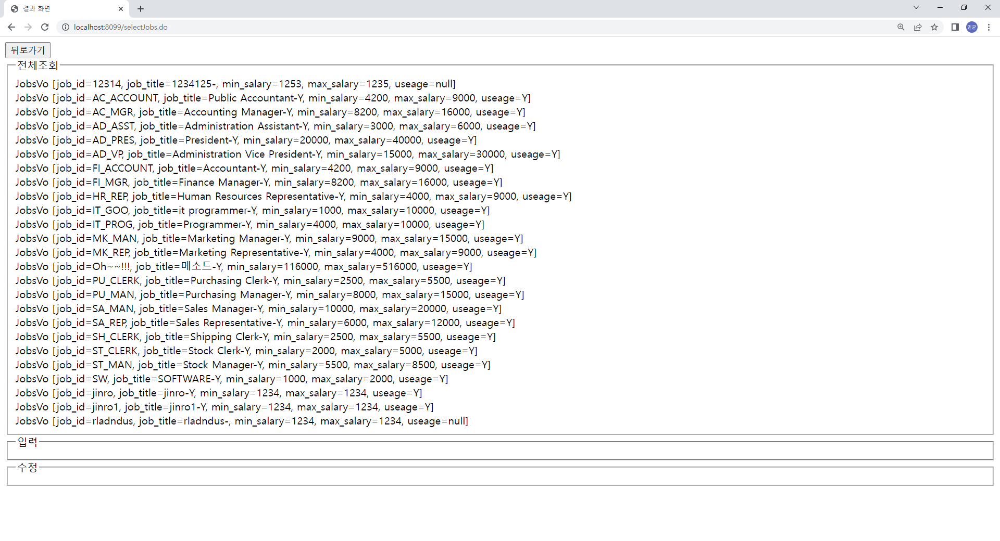 결과 화면
localhost:8099/selectJobs.do
민균
뒤로가기
전체조회
JobsVo [job_id=12314, job_title=1234125-, min_salary=1253, max_salary=1235, useage=null]
JobsVo [job_id=AC_ACCOUNT, job_title=Public Accountant-Y, min_salary=4200, max_salary=9000, useage=Y]
JobsVo [job_id=AC_MGR, job_title=Accounting Manager-Y, min_salary=8200, max_salary=16000, useage=Y]
JobsVo [job_id=AD_ASST, job_title=Administration Assistant-Y, min_salary=3000, max_salary=6000, useage=Y]
JobsVo [job_id=AD_PRES, job_title=President-Y, min_salary=20000, max_salary=40000, useage=Y]
JobsVo [job_id=AD_VP, job_title=Administration Vice President-Y, min_salary=15000, max_salary=30000, useage=Y]
JobsVo [job_id=FI_ACCOUNT, job_title=Accountant-Y, min_salary=4200, max_salary=9000, useage=Y]
JobsVo [job_id=FI_MGR, job_title=Finance Manager-Y, min_salary=8200, max_salary=16000, useage=Y]
JobsVo [job_id=HR_REP, job_title=Human Resources Representative-Y, min_salary=4000, max_salary=9000, useage=Y]
JobsVo [job_id=IT_GOO, job_title=it programmer-Y, min_salary=1000, max_salary=10000, useage=Y]
JobsVo [job_id=IT_PROG, job_title=Programmer-Y, min_salary=4000, max_salary=10000, useage=Y]
JobsVo [job_id=MK_MAN, job_title=Marketing Manager-Y, min_salary=9000, max_salary=15000, useage=Y]
JobsVo [job_id=MK_REP, job_title=Marketing Representative-Y, min_salary=4000, max_salary=9000, useage=Y]
JobsVo [job_id=Oh~~!!!, job_title=메소드-Y, min_salary=116000, max_salary=516000, useage=Y]
JobsVo [job_id=PU_CLERK, job_title=Purchasing Clerk-Y, min_salary=2500, max_salary=5500, useage=Y]
JobsVo [job_id=PU_MAN, job_title=Purchasing Manager-Y, min_salary=8000, max_salary=15000, useage=Y]
JobsVo [job_id=SA_MAN, job_title=Sales Manager-Y, min_salary=10000, max_salary=20000, useage=Y]
JobsVo [job_id=SA_REP, job_title=Sales Representative-Y, min_salary=6000, max_salary=12000, useage=Y]
JobsVo [job_id=SH_CLERK, job_title=Shipping Clerk-Y, min_salary=2500, max_salary=5500, useage=Y]
JobsVo [job_id=ST_CLERK, job_title=Stock Clerk-Y, min_salary=2000, max_salary=5000, useage=Y]
JobsVo [job_id=ST_MAN, job_title=Stock Manager-Y, min_salary=5500, max_salary=8500, useage=Y]
JobsVo [job_id=SW, job_title=SOFTWARE-Y, min_salary=1000, max_salary=2000, useage=Y]
JobsVo [job_id=jinro, job_title=jinro-Y, min_salary=1234, max_salary=1234, useage=Y]
JobsVo [job_id=jinro1, job_title=jinro1-Y, min_salary=1234, max_salary=1234, useage=Y]
JobsVo [job_id=rladndus, job_title=rladndus-, min_salary=1234, max_salary=1234, useage=null]
입력
수정